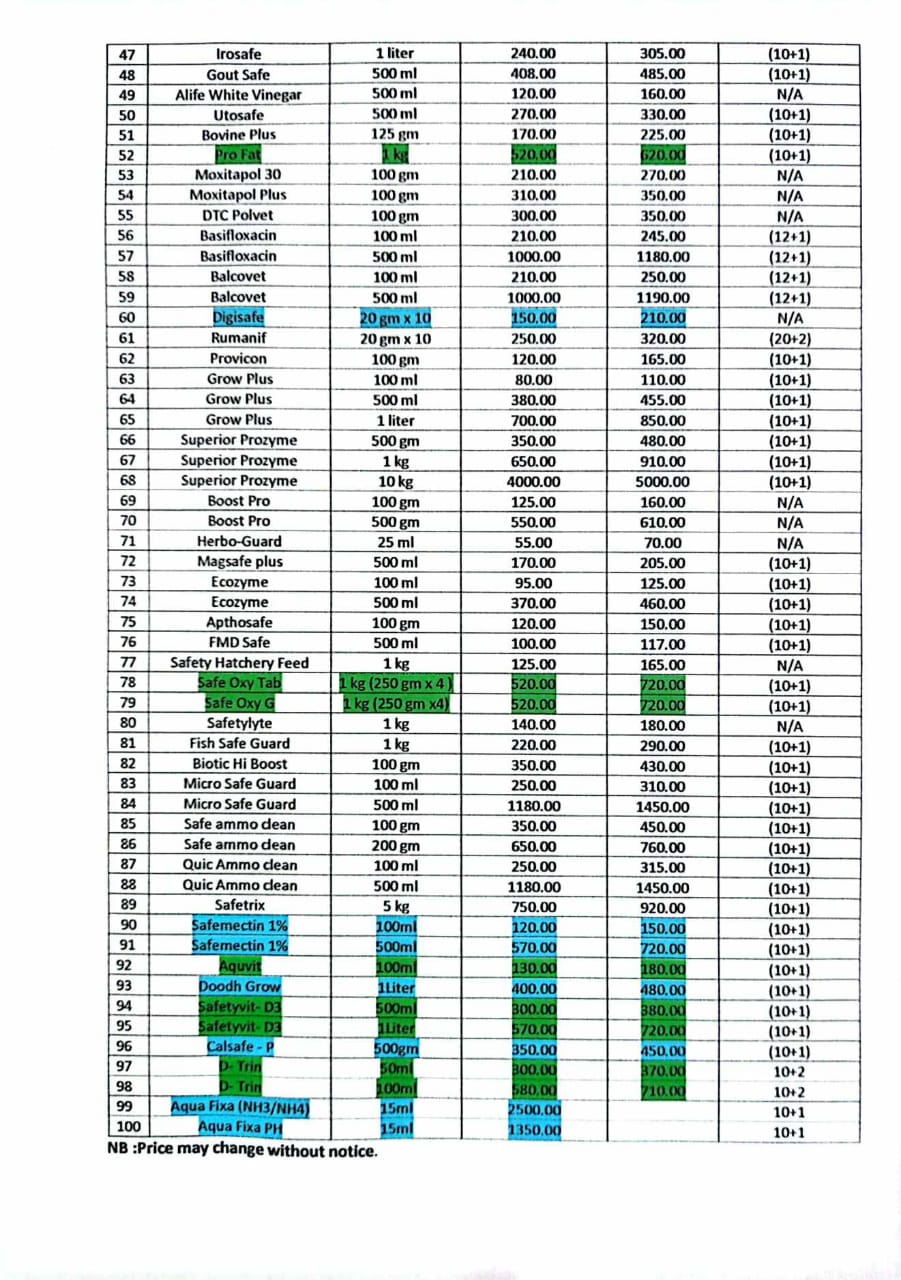 47 Irosafe 1 liter 240.00 305.00 (10+1)
48 Gout Safe 500 ml 408.00 485.00 (10+1)
49 Alife White Vinegar 500 ml 120.00 160.00 N/A
50 Utosafe 500 ml 270.00 330.00 (10+1)
51 Bovine Plus 125 gm 170.00 225.00 (10+1)
52 Pro Fat 1 kg 520.00 620.00 (10+1)
53 Moxitapol 30 100 gm 210.00 270.00 N/A
54 Moxitapol Plus 100 gm 310.00 350.00 N/A
55 DTC Polvet 100 gm 300.00 350.00 N/A
56 Basifloxacin 100 ml 210.00 245.00 (12+1)
57 Basifloxacin 500 ml 1000.00 1180.00 (12+1)
58 Balcovet 100 ml 210.00 250.00 (12+1)
59 Balcovet 500 ml 1000.00 1190.00 (12+1)
60 Digisafe 20 gm x 10 150.00 210.00 N/A
61 Rumanif 20 gm x 10 250.00 320.00 (20+2)
62 Provicon 100 gm 120.00 165.00 (10+1)
63 Grow Plus 100 ml 80.00 110.00 (10+1)
64 Grow Plus 500 ml 380.00 455.00 (10+1)
65 Grow Plus 1 liter 700.00 850.00 (10+1)
66 Superior Prozyme 500 gm 350.00 480.00 (10+1)
67 Superior Prozyme 1 kg 650.00 910.00 (10+1)
68 Superior Prozyme 10 kg 4000.00 5000.00 (10+1)
69 Boost Pro 100 gm 125.00 160.00 N/A
70 Boost Pro 500 gm 550.00 610.00 N/A
71 Herbo-Guard 25 ml 55.00 70.00 N/A
72 Magsafe plus 500 ml 170.00 205.00 (10+1)
73 Ecozyme 100 ml 95.00 125.00 (10+1)
74 Ecozyme 500 ml 370.00 460.00 (10+1)
75 Apthosafe 100 gm 120.00 150.00 (10+1)
76 FMD Safe 500 ml 100.00 117.00 (10+1)
77 Safety Hatchery Feed 1 kg 125.00 165.00 N/A
78 Safe Oxy Tab 1 kg (250 gm x 4 ) 520.00 720.00 (10+1)
79 Safe Oxy G 1 kg (250 gm x4) 520.00 720.00 (10+1)
80 Safetylyte 1 kg 140.00 180.00 N/A
81 Fish Safe Guard 1 kg 220.00 290.00 (10+1)
82 Biotic Hi Boost 100 gm 350.00 430.00 (10+1)
83 Micro Safe Guard 100 ml 250.00 310.00 (10+1)
84 Micro Safe Guard 500 ml 1180.00 1450.00 (10+1)
85 Safe ammo clean 100 gm 350.00 450.00 (10+1)
86 Safe ammo clean 200 gm 650.00 760.00 (10+1)
87 Quic Ammo clean 100 ml 250.00 315.00 (10+1)
88 Quic Ammo clean 500 ml 1180.00 1450.00 (10+1)
89 Safetrix 5 kg 750.00 920.00 (10+1)
90 Safemectin 1% 100ml 120.00 150.00 (10+1)
91 Safemectin 1% 500ml 570.00 720.00 (10+1)
92 Aquvit 100ml 130.00 180.00 (10+1)
93 Doodh Grow 1Liter 400.00 480.00 (10+1)
94 Safetyvit- D3 500ml 300.00 380.00 (10+1)
95 Safetyvit- D3 1Liter 570.00 720.00 (10+1)
96 Calsafe - P 500gm 350.00 450.00 (10+1)
97 D- Trin 50ml 300.00 370.00 10+2
98 D- Trin 100ml 580.00 710.00 10+2
99 Aqua Fixa (NH3/NH4) 15ml 2500.00 10+1
100 Aqua Fixa PH 15ml 1350.00 10+1
NB :Price may change without notice.